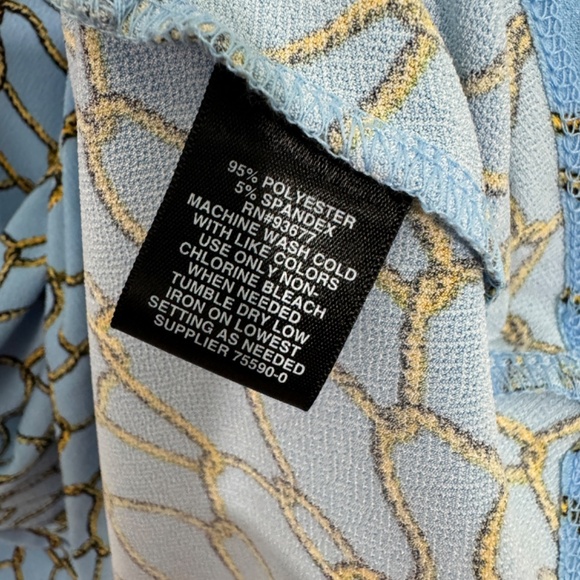 95% POLYESTER
5% SPANDEX
RN#93677
MACHINE WASH COLD
WITH LIKE COLORS
USE ONLY NON-
CHLORINE BLEACH
WHEN NEEDED
TUMBLE DRY LOW
IRON ON LOWEST
SETTING AS NEEDED
SUPPLIER 75590-0